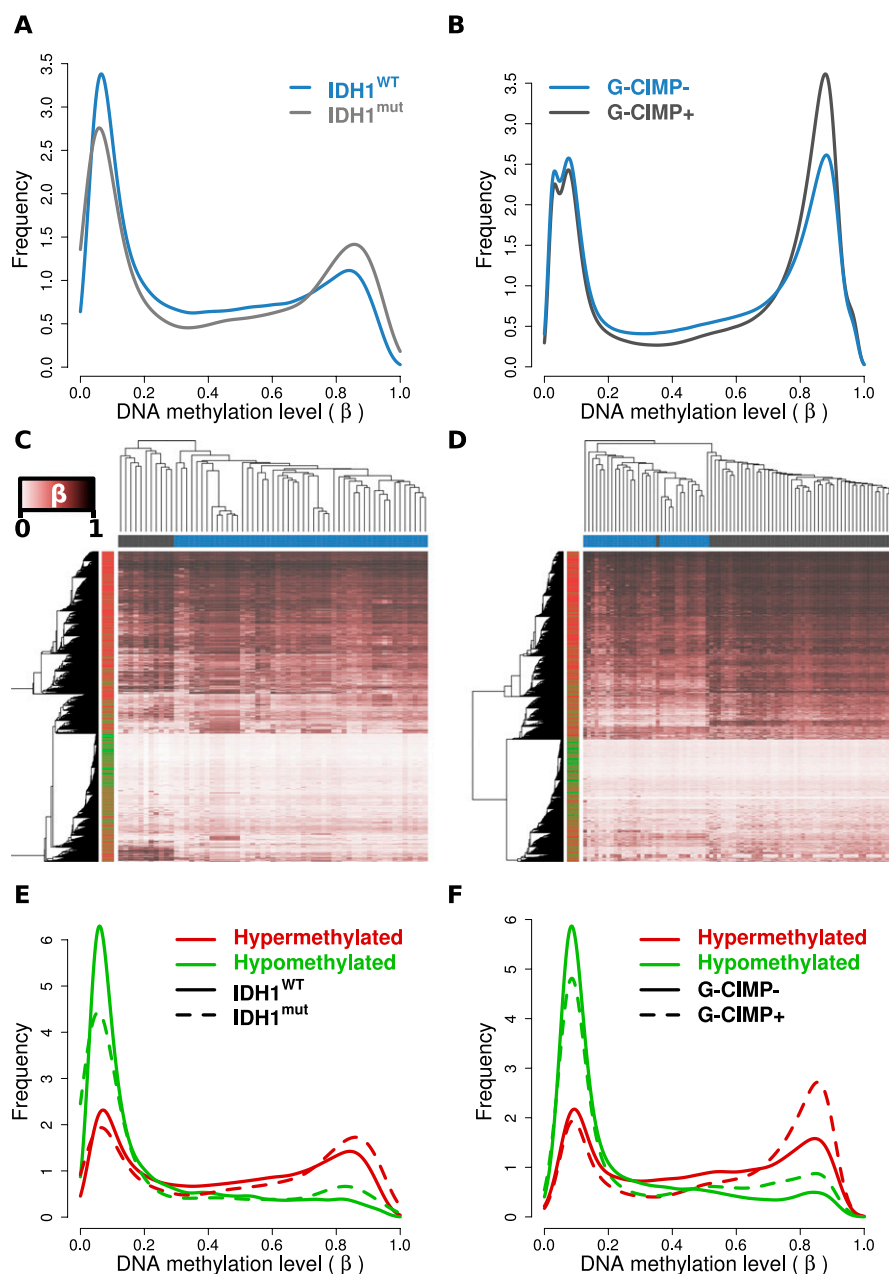 A
Frequency
0.0 0.5 1.0 1.5 2.0 2.5 3.0 3.5
IDH1WT
IDH1mut
0.0 0.2 0.4 0.6 0.8 1.0
DNA methylation level ( β )
B
Frequency
0.0 0.5 1.0 1.5 2.0 2.5 3.0 3.5
G-CIMP-
G-CIMP+
0.0 0.2 0.4 0.6 0.8 1.0
DNA methylation level ( β )
C
β
0 1
D
E
Frequency
0 1 2 3 4 5 6
Hypermethylated
Hypomethylated
IDH1WT
IDH1mut
0.0 0.2 0.4 0.6 0.8 1.0
DNA methylation level ( β )
F
Frequency
0 1 2 3 4 5 6
Hypermethylated
Hypomethylated
G-CIMP-
G-CIMP+
0.0 0.2 0.4 0.6 0.8 1.0
DNA methylation level ( β )